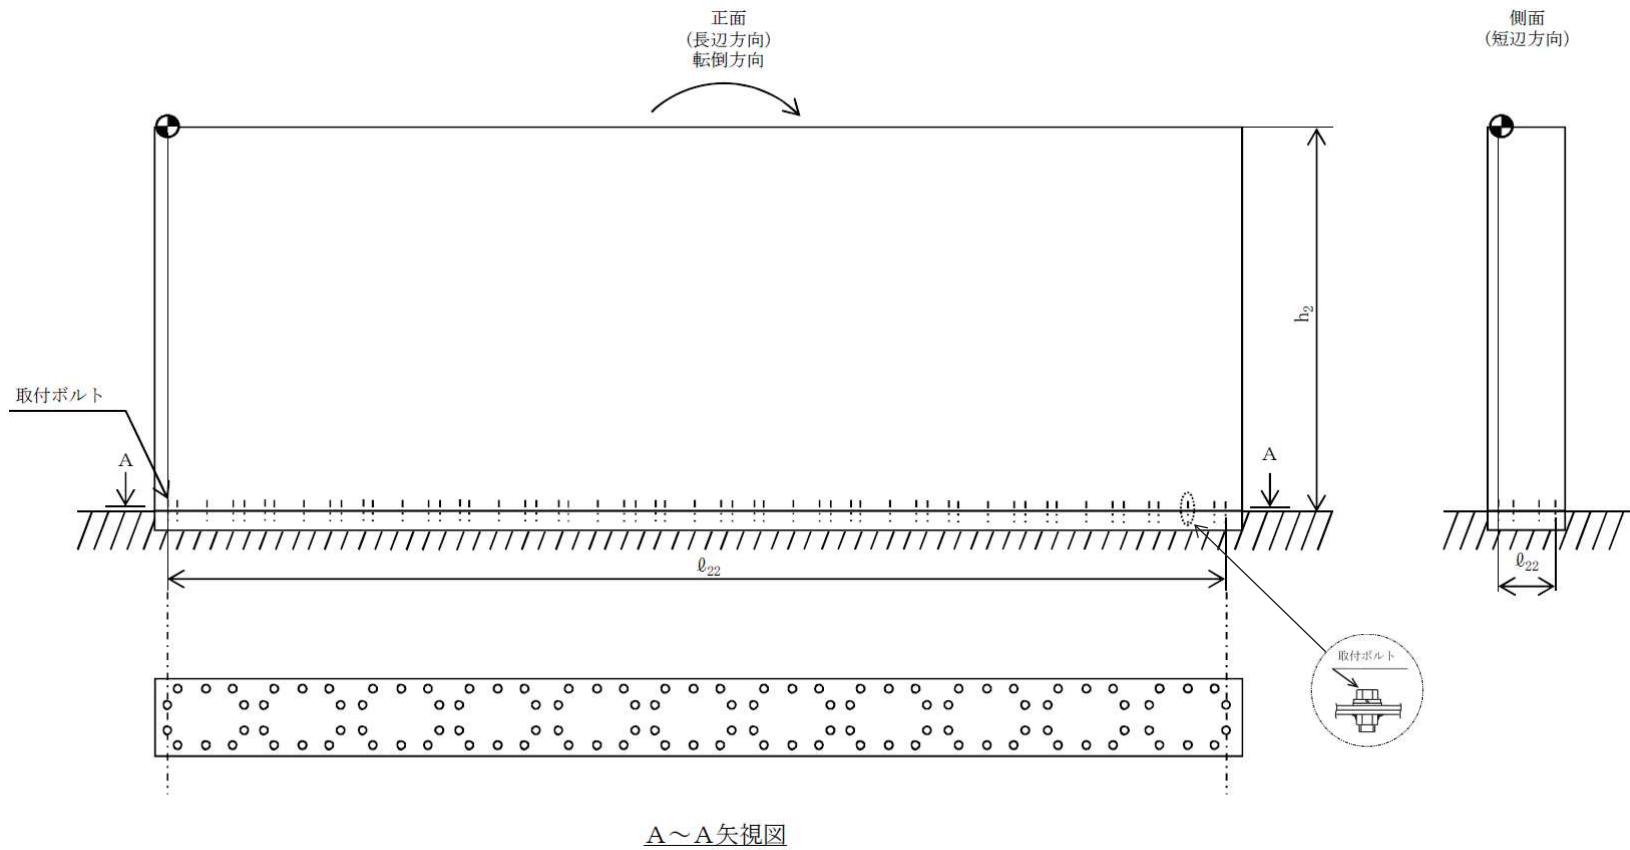 正面
(長辺方向)
転倒方向
側面
(短辺方向)
h₂
取付ボルト
A
A
ℓ₂₂
ℓ₂₂
取付ボルト
A～A矢視図